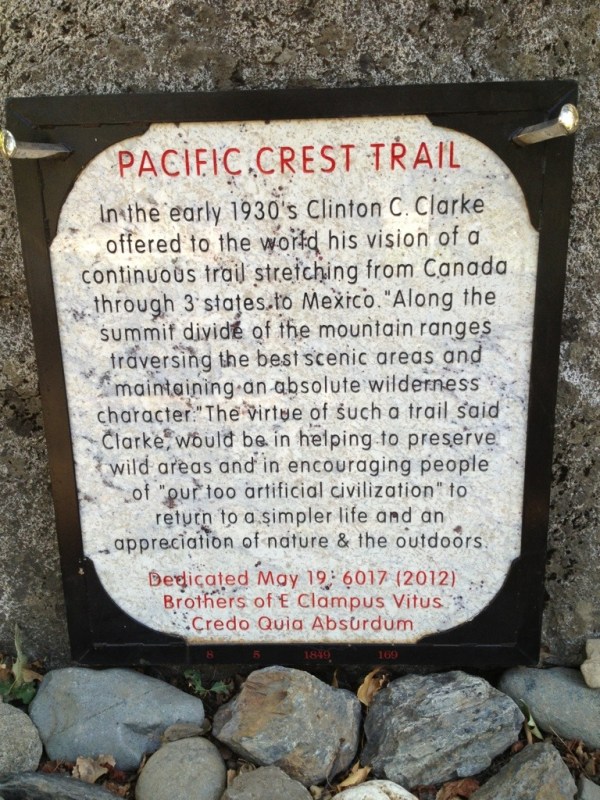 PACIFIC CREST TRAIL
In the early 1930's Clinton C. Clarke
offered to the world his vision of a
continuous trail stretching from Canada
through 3 states to Mexico. "Along the
summit divide of the mountain ranges
traversing the best scenic areas and
maintaining an absolute wilderness
character." The virtue of such a trail said
Clarke, would be in helping to preserve
wild areas and in encouraging people
of "our too artificial civilization" to
return to a simpler life and an
appreciation of nature & the outdoors.
Dedicated May 19, 6017 (2012)
Brothers of E Clampus Vitus
Credo Quia Absurdum
8 5 1849 169